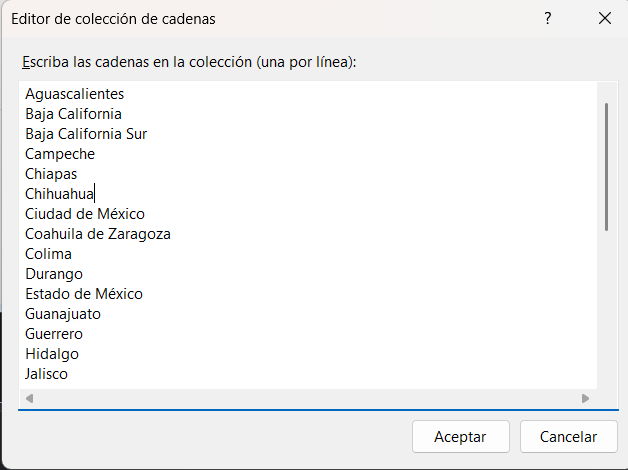 Editor de colección de cadenas
?
Escriba las cadenas en la colección (una por línea):
Aguascalientes
Baja California
Baja California Sur
Campeche
Chiapas
Chihuahua
Ciudad de México
Coahuila de Zaragoza
Colima
Durango
Estado de México
Guanajuato
Guerrero
Hidalgo
Jalisco
Aceptar
Cancelar